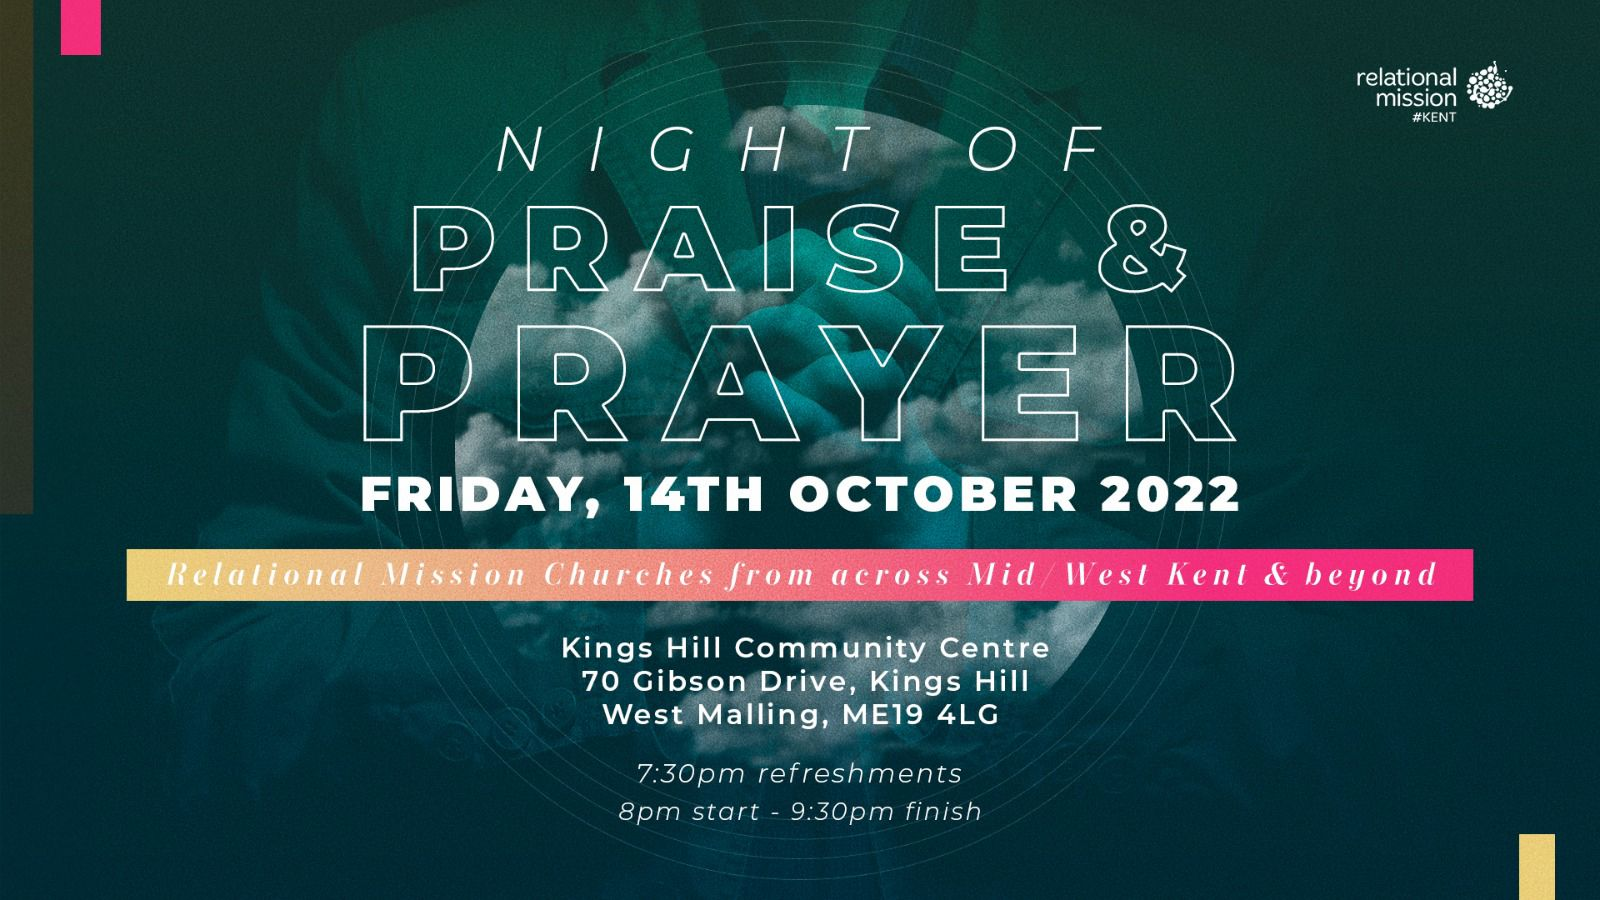 relational
mission
#KENT
NIGHT OF
PRAISE &
PRAYER
FRIDAY, 14TH OCTOBER 2022
Relational Mission Churches from across Mid/West Kent & beyond
Kings Hill Community Centre
70 Gibson Drive, Kings Hill
West Malling, ME19 4LG
7:30pm refreshments
8pm start - 9:30pm finish